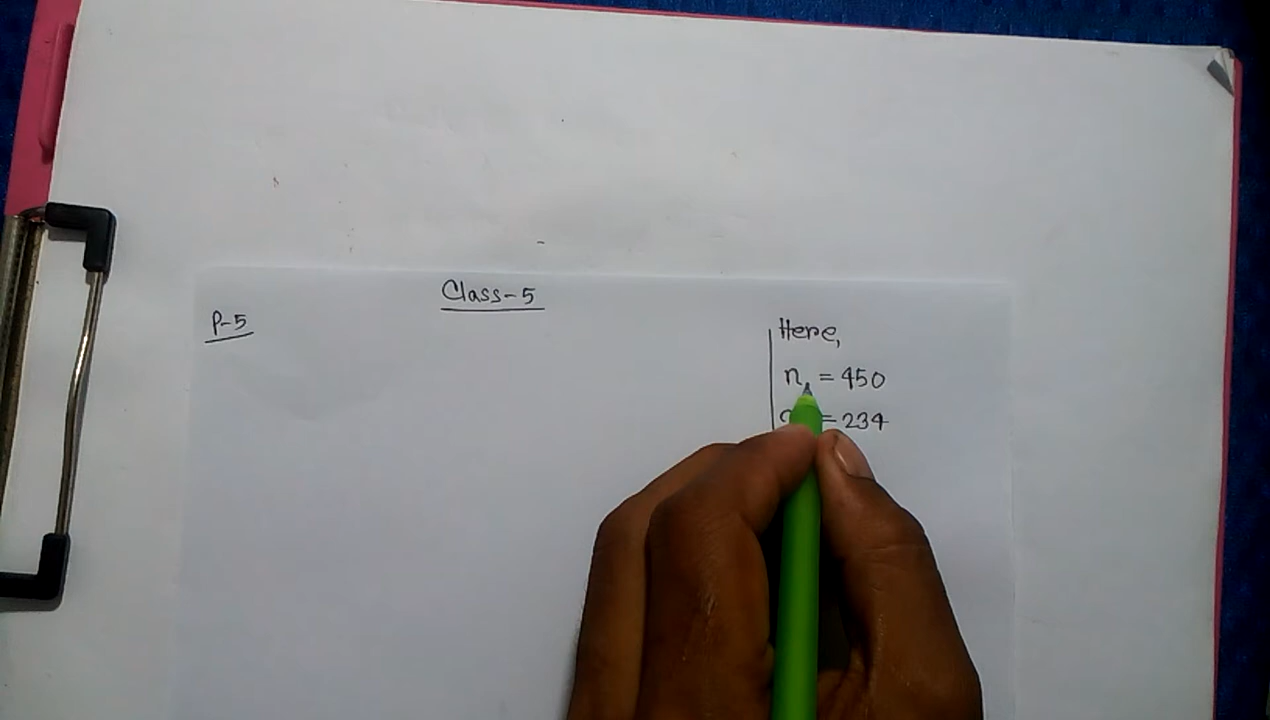 Class-5
P-5
Here,
n = 450
= 234